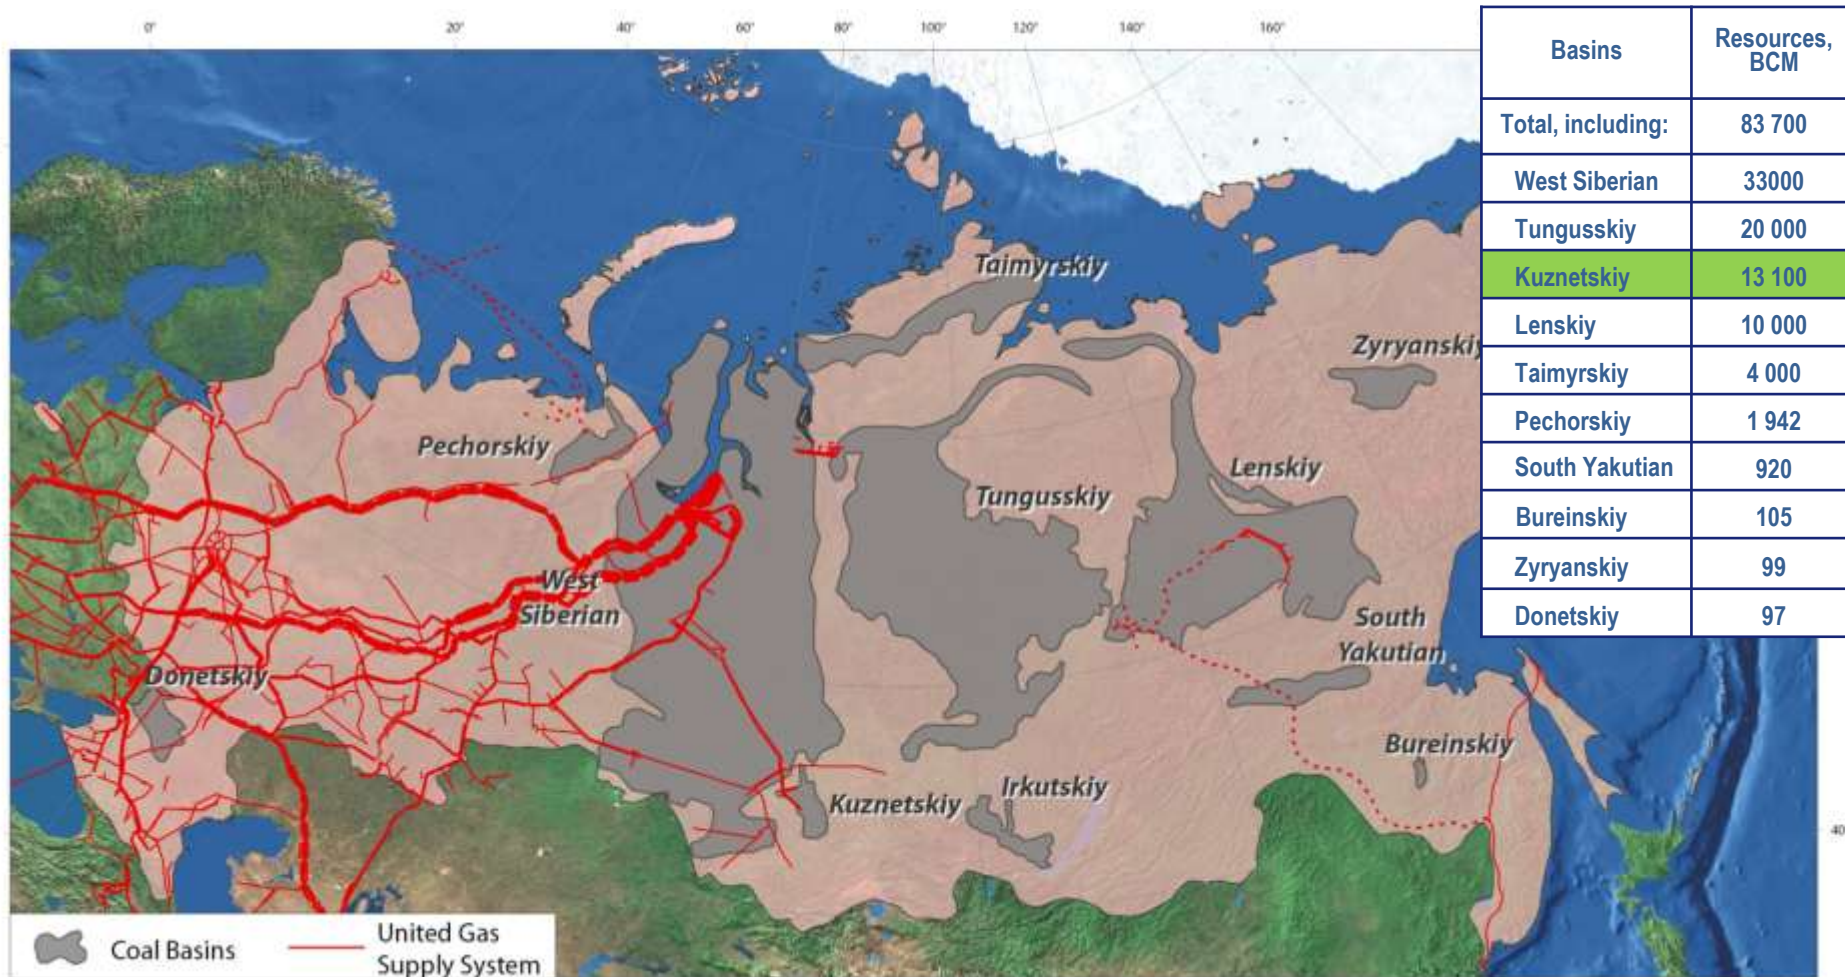 0°
20°
40°
60°
80°
100°
120°
140°
160°
Basins
Resources,
BCM
Total, including:
83 700
West Siberian
33000
Tungusskiy
20 000
Kuznetskiy
13 100
Lenskiy
10 000
Taimyrskiy
4 000
Pechorskiy
1 942
South Yakutian
920
Bureinskiy
105
Zyryanskiy
99
Donetskiy
97
Taimyrskiy
Zyryanskiy
Pechorskiy
Lenskiy
Tungusskiy
West
Siberian
South
Yakutian
Donetskiy
Bureinskiy
Irkutskiy
Kuznetskiy
40
Coal Basins
United Gas
Supply System